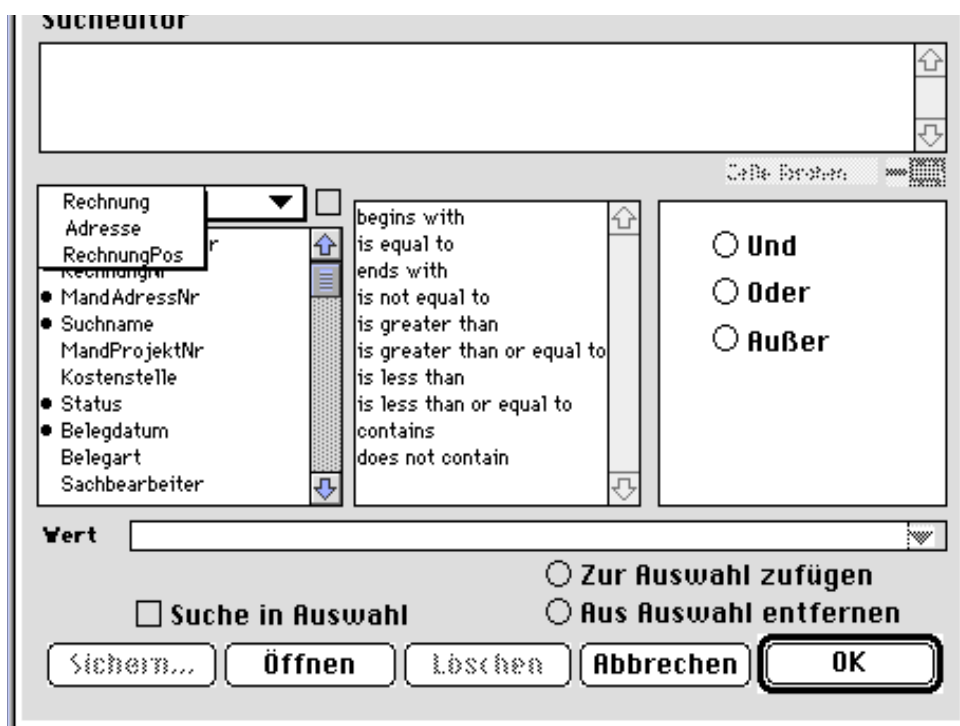 Sucheditor
Zeile löschen
Rechnung
Adresse
RechnungPos
RechnungNr
MandAdressNr
Suchname
MandProjektNr
Kostenstelle
Status
Belegdatum
Belegart
Sachbearbeiter
begins with
is equal to
ends with
is not equal to
is greater than
is greater than or equal to
is less than
is less than or equal to
contains
does not contain
Und
Oder
Außer
Wert
Zur Auswahl zufügen
Suche in Auswahl
Aus Auswahl entfernen
Sichern...
Öffnen
Löschen
Abbrechen
OK